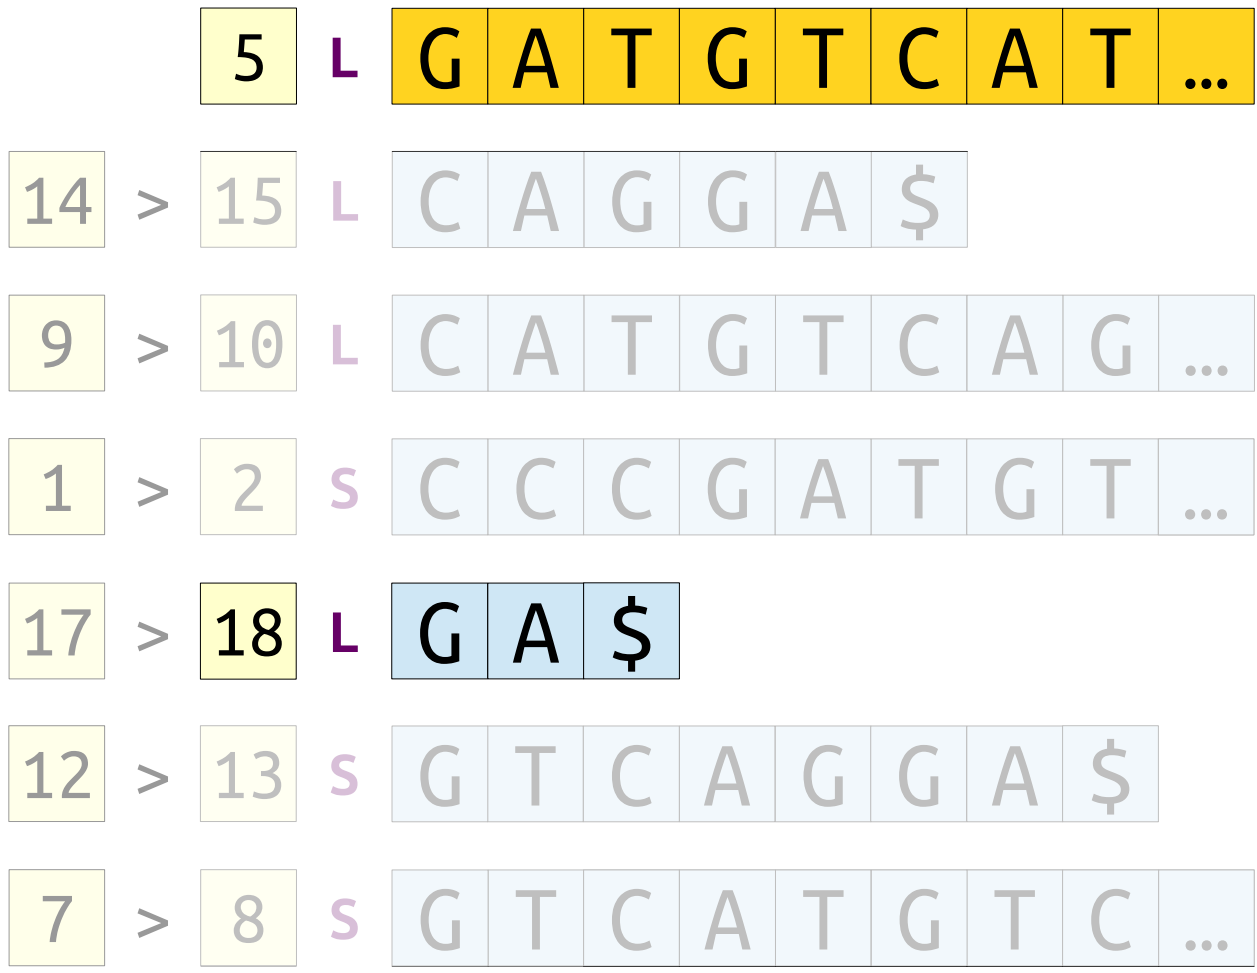 5 L G A T G T C A T ...
14 > 15 L C A G G A $
9 > 10 L C A T G T C A G ...
1 > 2 S C C C G A T G T ...
17 > 18 L G A $
12 > 13 S G T C A G G A $
7 > 8 S G T C A T G T C ...